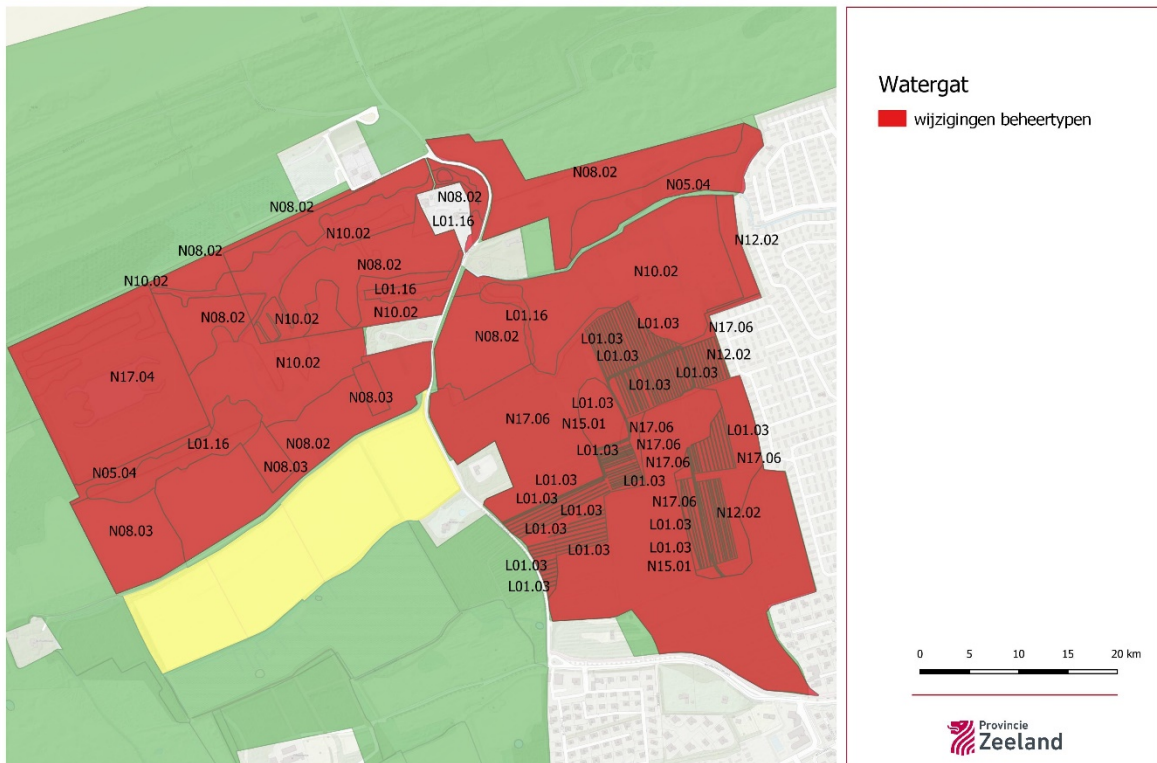 Watergat
wijzigingen beheertypen
N08.02
N05.04
N08.02
L01.16
N08.02
N10.02
N12.02
N08.02
N08.02
N10.02
N10.02
L01.16
N10.02
N08.02
N10.02
N10.02
L01.16
N08.02
L01.03
N17.06
L01.03
L01.03
N12.02
L01.03
L01.03
N10.02
N17.04
N08.03
L01.03
N17.06
N15.01
N17.06
L01.03
N17.06
L01.16
N08.02
L01.03
N17.06
N17.06
N05.04
N08.03
L01.03
L01.03
L01.03
N17.06
N12.02
L01.03
L01.03
N08.03
L01.03
L01.03
L01.03
L01.03
N15.01
L01.03
0 5 10 15 20 km
Provincie
Zeeland